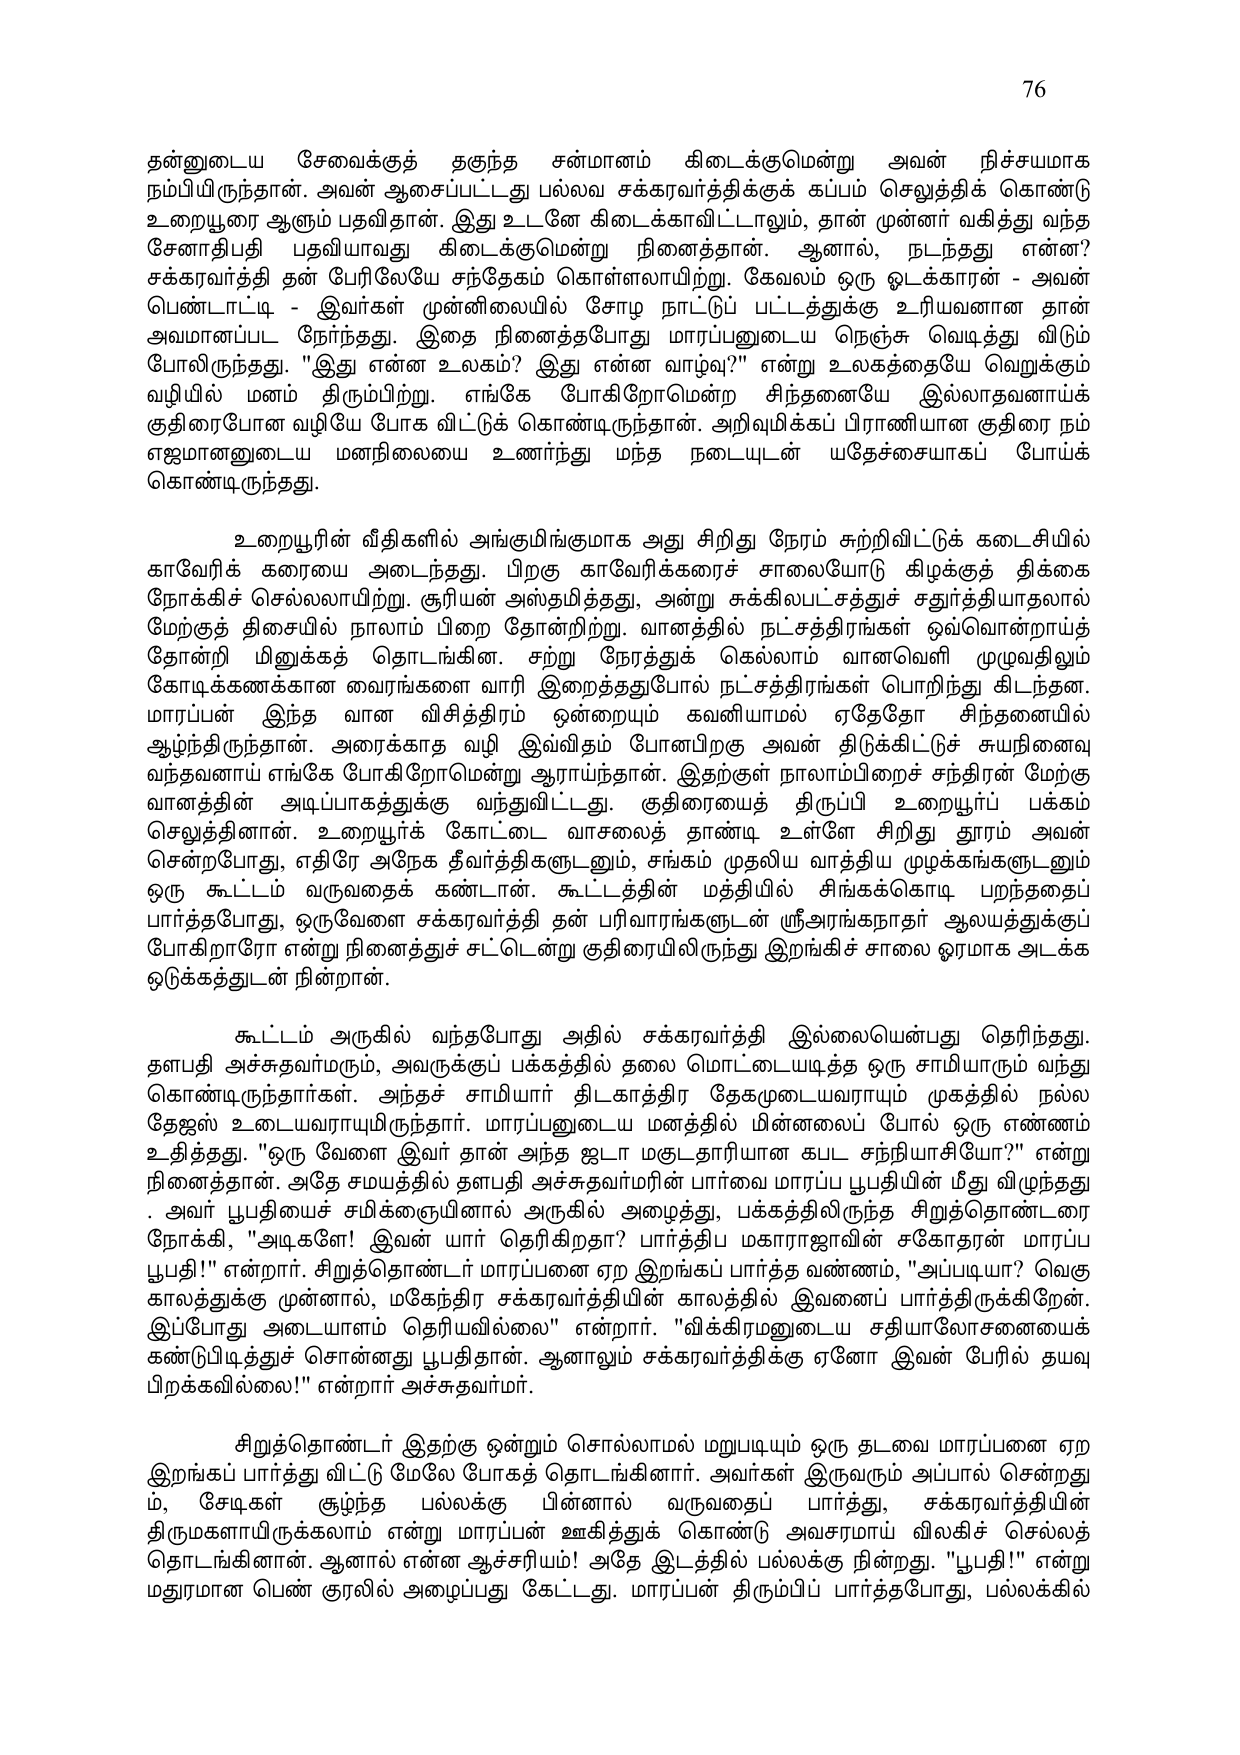 76
தன்னுடைய சேவைக்குத் தகுந்த சன்மானம் கிடைக்குமென்று அவன் நிச்சயமாக
நம்பியிருந்தான். அவன் ஆசைப்பட்டது பல்லவ சக்கரவர்த்திக்குக் கப்பம் செலுத்திக் கொண்டு
உறையூரை ஆளும் பதவிதான். இது உடனே கிடைக்காவிட்டாலும், தான் முன்னர் வகித்து வந்த
சேனாதிபதி பதவியாவது கிடைக்குமென்று நினைத்தான். ஆனால், நடந்தது என்ன?
சக்கரவர்த்தி தன் பேரிலேயே சந்தேகம் கொள்ளலாயிற்று. கேவலம் ஒரு ஓடக்காரன் - அவன்
பெண்டாட்டி - இவர்கள் முன்னிலையில் சோழ நாட்டுப் பட்டத்துக்கு உரியவனான தான்
அவமானப்பட நேர்ந்தது. இதை நினைத்தபோது மாரப்பனுடைய நெஞ்சு வெடித்து விடும்
போலிருந்தது. "இது என்ன உலகம்? இது என்ன வாழ்வு?" என்று உலகத்தையே வெறுக்கும்
வழியில் மனம் திரும்பிற்று. எங்கே போகிறோமென்ற சிந்தனையே இல்லாதவனாய்க்
குதிரைபோன வழியே போக விட்டுக் கொண்டிருந்தான். அறிவுமிக்கப் பிராணியான குதிரை நம்
எஜமானனுடைய மனநிலையை உணர்ந்து மந்த நடையுடன் யதேச்சையாகப் போய்க்
கொண்டிருந்தது.
உறையூரின் வீதிகளில் அங்குமிங்குமாக அது சிறிது நேரம் சுற்றிவிட்டுக் கடைசியில்
காவேரிக் கரையை அடைந்தது. பிறகு காவேரிக்கரைச் சாலையோடு கிழக்குத் திக்கை
நோக்கிச் செல்லலாயிற்று. சூரியன் அஸ்தமித்தது, அன்று சுக்கிலபட்சத்துச் சதுர்த்தியாதலால்
மேற்குத் திசையில் நாலாம் பிறை தோன்றிற்று. வானத்தில் நட்சத்திரங்கள் ஒவ்வொன்றாய்த்
தோன்றி மினுக்கத் தொடங்கின. சற்று நேரத்துக் கெல்லாம் வானவெளி முழுவதிலும்
கோடிக்கணக்கான வைரங்களை வாரி இறைத்ததுபோல் நட்சத்திரங்கள் பொறிந்து கிடந்தன.
மாரப்பன் இந்த வான விசித்திரம் ஒன்றையும் கவனியாமல் ஏதேதோ சிந்தனையில்
ஆழ்ந்திருந்தான். அரைக்காத வழி இவ்விதம் போனபிறகு அவன் திடுக்கிட்டுச் சுயநினைவு
வந்தவனாய் எங்கே போகிறோமென்று ஆராய்ந்தான். இதற்குள் நாலாம்பிறைச் சந்திரன் மேற்கு
வானத்தின் அடிப்பாகத்துக்கு வந்துவிட்டது. குதிரையைத் திருப்பி உறையூர்ப் பக்கம்
செலுத்தினான். உறையூர்க் கோட்டை வாசலைத் தாண்டி உள்ளே சிறிது தூரம் அவன்
சென்றபோது, எதிரே அநேக தீவர்த்திகளுடனும், சங்கம் முதலிய வாத்திய முழக்கங்களுடனும்
ஒரு கூட்டம் வருவதைக் கண்டான். கூட்டத்தின் மத்தியில் சிங்கக்கொடி பறந்ததைப்
பார்த்தபோது, ஒருவேளை சக்கரவர்த்தி தன் பரிவாரங்களுடன் ஸ்ரீஅரங்கநாதர் ஆலயத்துக்குப்
போகிறாரோ என்று நினைத்துச் சட்டென்று குதிரையிலிருந்து இறங்கிச் சாலை ஓரமாக அடக்க
ஒடுக்கத்துடன் நின்றான்.
கூட்டம் அருகில் வந்தபோது அதில் சக்கரவர்த்தி இல்லையென்பது தெரிந்தது.
தளபதி அச்சுதவர்மரும், அவருக்குப் பக்கத்தில் தலை மொட்டையடித்த ஒரு சாமியாரும் வந்து
கொண்டிருந்தார்கள். அந்தச் சாமியார் திடகாத்திர தேகமுடையவராயும் முகத்தில் நல்ல
தேஜஸ் உடையவராயுமிருந்தார். மாரப்பனுடைய மனத்தில் மின்னலைப் போல் ஒரு எண்ணம்
உதித்தது. "ஒரு வேளை இவர் தான் அந்த ஜடா மகுடதாரியான கபட சந்நியாசியோ?" என்று
நினைத்தான். அதே சமயத்தில் தளபதி அச்சுதவர்மரின் பார்வை மாரப்ப பூபதியின் மீது விழுந்தது
. அவர் பூபதியைச் சமிக்ஞையினால் அருகில் அழைத்து, பக்கத்திலிருந்த சிறுத்தொண்டரை
நோக்கி, "அடிகளே! இவன் யார் தெரிகிறதா? பார்த்திப மகாராஜாவின் சகோதரன் மாரப்ப
பூபதி!" என்றார். சிறுத்தொண்டர் மாரப்பனை ஏற இறங்கப் பார்த்த வண்ணம், "அப்படியா? வெகு
காலத்துக்கு முன்னால், மகேந்திர சக்கரவர்த்தியின் காலத்தில் இவனைப் பார்த்திருக்கிறேன்.
இப்போது அடையாளம் தெரியவில்லை" என்றார். "விக்கிரமனுடைய சதியாலோசனையைக்
கண்டுபிடித்துச் சொன்னது பூபதிதான். ஆனாலும் சக்கரவர்த்திக்கு ஏனோ இவன் பேரில் தயவு
பிறக்கவில்லை!" என்றார் அச்சுதவர்மர்.
சிறுத்தொண்டர் இதற்கு ஒன்றும் சொல்லாமல் மறுபடியும் ஒரு தடவை மாரப்பனை ஏற
இறங்கப் பார்த்து விட்டு மேலே போகத் தொடங்கினார். அவர்கள் இருவரும் அப்பால் சென்றது
ம், சேடிகள் சூழ்ந்த பல்லக்கு பின்னால் வருவதைப் பார்த்து, சக்கரவர்த்தியின்
திருமகளாயிருக்கலாம் என்று மாரப்பன் ஊகித்துக் கொண்டு அவசரமாய் விலகிச் செல்லத்
தொடங்கினான். ஆனால் என்ன ஆச்சரியம்! அதே இடத்தில் பல்லக்கு நின்றது. "பூபதி!" என்று
மதுரமான பெண் குரலில் அழைப்பது கேட்டது. மாரப்பன் திரும்பிப் பார்த்தபோது, பல்லக்கில்